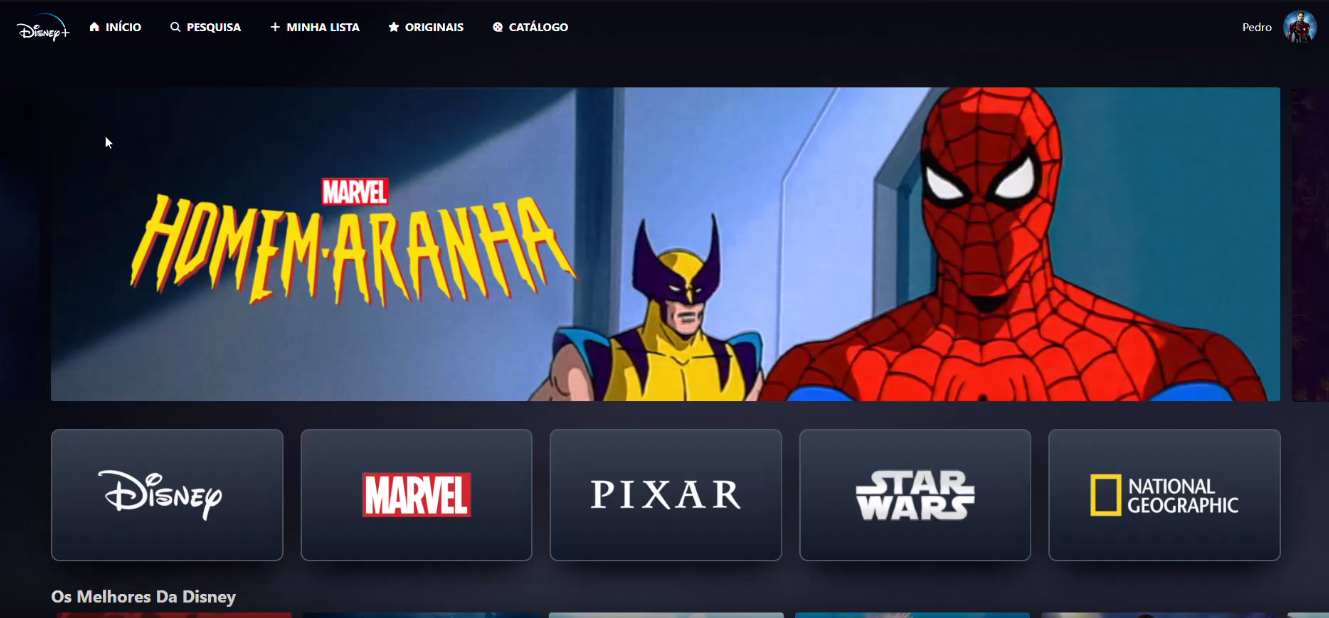 Disney+
INÍCIO
PESQUISA
MINHA LISTA
ORIGINAIS
CATÁLOGO
Pedro
MARVEL
HOMEM-ARANHA
Disney
MARVEL
PIXAR
STAR
WARS
NATIONAL
GEOGRAPHIC
Os Melhores Da Disney